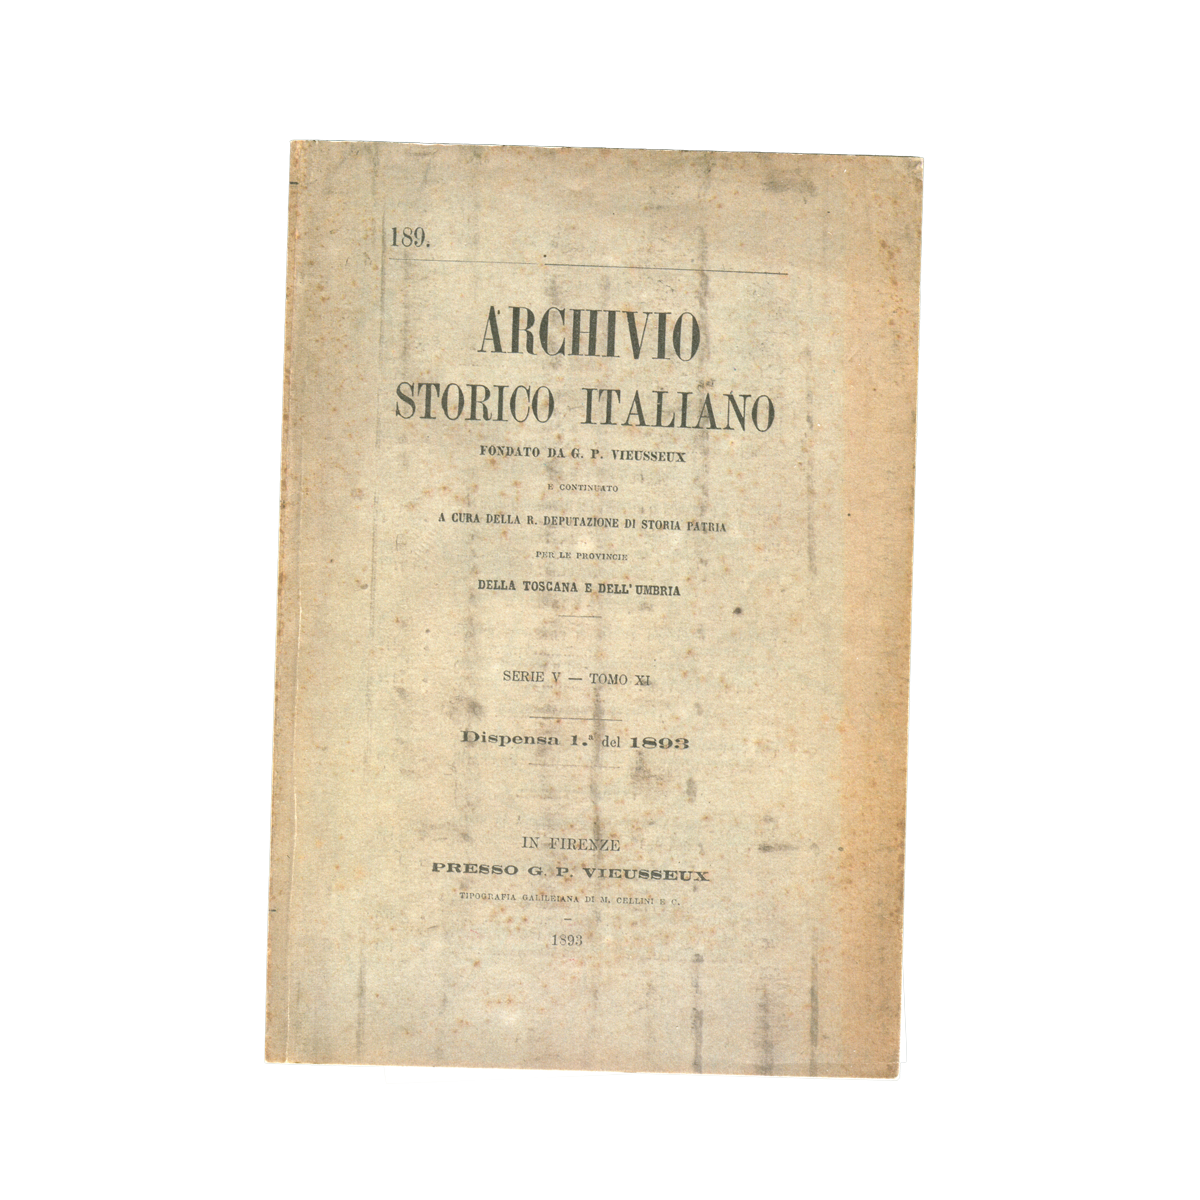 189.
ARCHIVIO
STORICO ITALIANO
FONDATO DA G. P. VIEUSSEUX
E CONTINUATO
A CURA DELLA R. DEPUTAZIONE DI STORIA PATRIA
PER LE PROVINCIE
DELLA TOSCANA E DELL'UMBRIA
SERIE V — TOMO XI
Dispensa 1.ª del 1893
IN FIRENZE
PRESSO G. P. VIEUSSEUX
TIPOGRAFIA GALILEIANA DI M. CELLINI E C.
–
1893